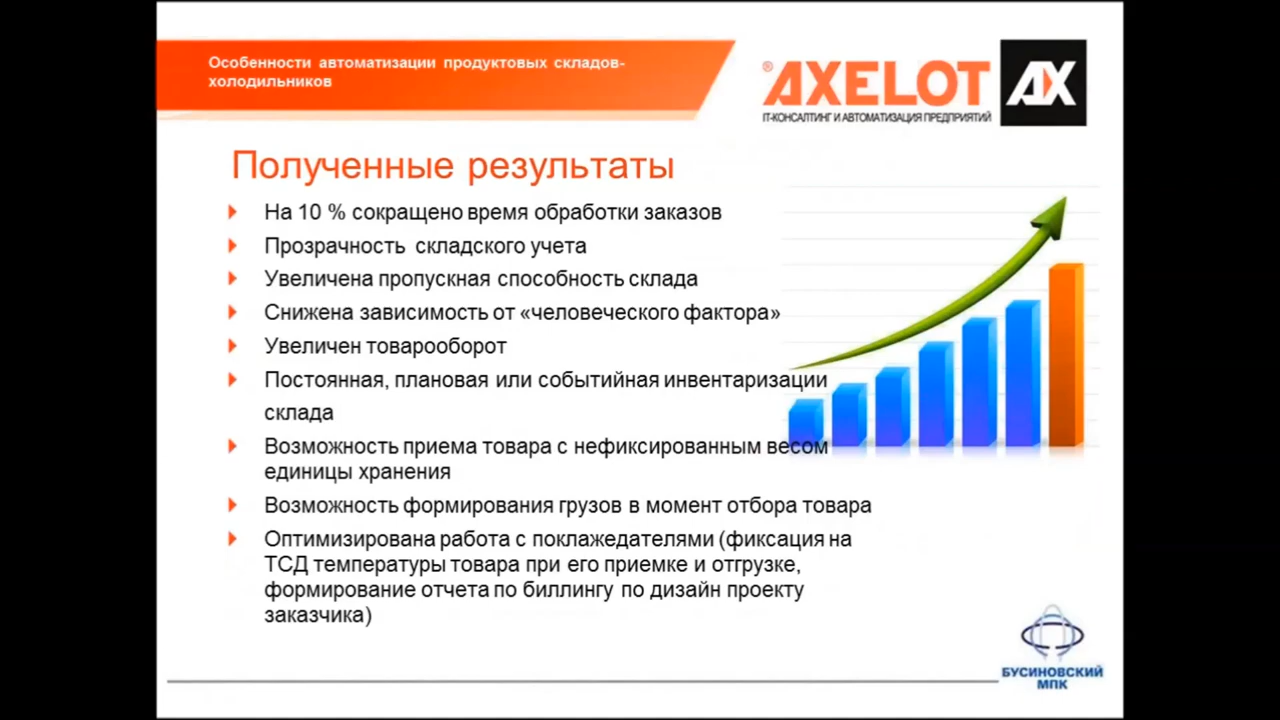 Особенности автоматизации продуктовых складов-
холодильников
® AXELOT AX
IT-КОНСАЛТИНГ И АВТОМАТИЗАЦИЯ ПРЕДПРИЯТИЙ
Полученные результаты
На 10 % сокращено время обработки заказов
Прозрачность складского учета
Увеличена пропускная способность склада
Снижена зависимость от «человеческого фактора»
Увеличен товарооборот
Постоянная, плановая или событийная инвентаризации
склада
Возможность приема товара с нефиксированным весом
единицы хранения
Возможность формирования грузов в момент отбора товара
Оптимизирована работа с поклажедателями (фиксация на
ТСД температуры товара при его приемке и отгрузке,
формирование отчета по биллингу по дизайн проекту
заказчика)
БУСИНОВСКИЙ
МПК